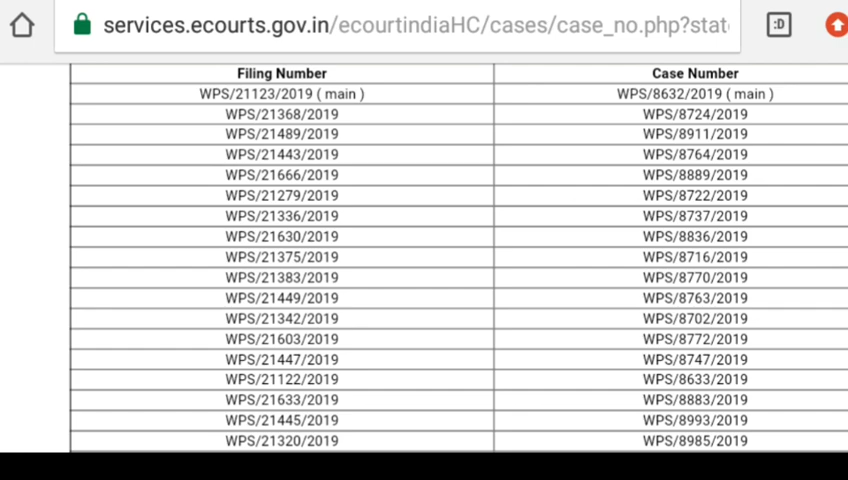 services.ecourts.gov.in/ecourtindiaHC/cases/case_no.php?stat
:D
Filing Number Case Number
WPS/21123/2019 ( main ) WPS/8632/2019 ( main )
WPS/21368/2019 WPS/8724/2019
WPS/21489/2019 WPS/8911/2019
WPS/21443/2019 WPS/8764/2019
WPS/21666/2019 WPS/8889/2019
WPS/21279/2019 WPS/8722/2019
WPS/21336/2019 WPS/8737/2019
WPS/21630/2019 WPS/8836/2019
WPS/21375/2019 WPS/8716/2019
WPS/21383/2019 WPS/8770/2019
WPS/21449/2019 WPS/8763/2019
WPS/21342/2019 WPS/8702/2019
WPS/21603/2019 WPS/8772/2019
WPS/21447/2019 WPS/8747/2019
WPS/21122/2019 WPS/8633/2019
WPS/21633/2019 WPS/8883/2019
WPS/21445/2019 WPS/8993/2019
WPS/21320/2019 WPS/8985/2019